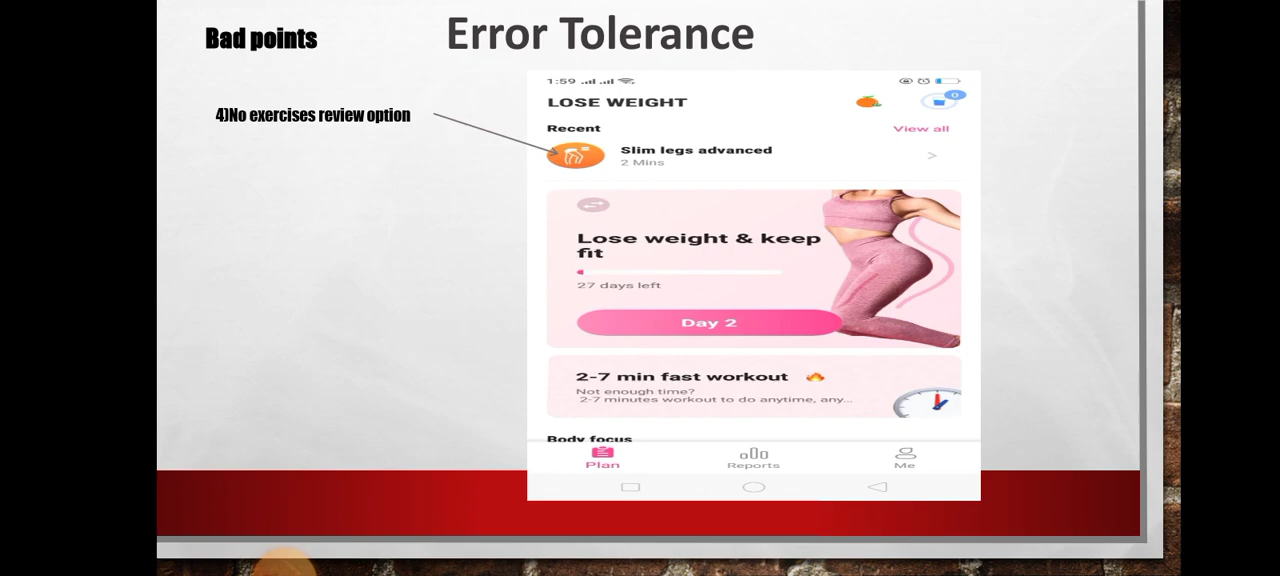 Bad points
Error Tolerance
4)No exercises review option
1:59
LOSE WEIGHT
0
Recent
View all
Slim legs advanced
2 Mins
Lose weight & keep
fit
27 days left
Day 2
2-7 min fast workout
Not enough time?
2-7 minutes workout to do anytime, any...
Body focus
Plan
Reports
Me